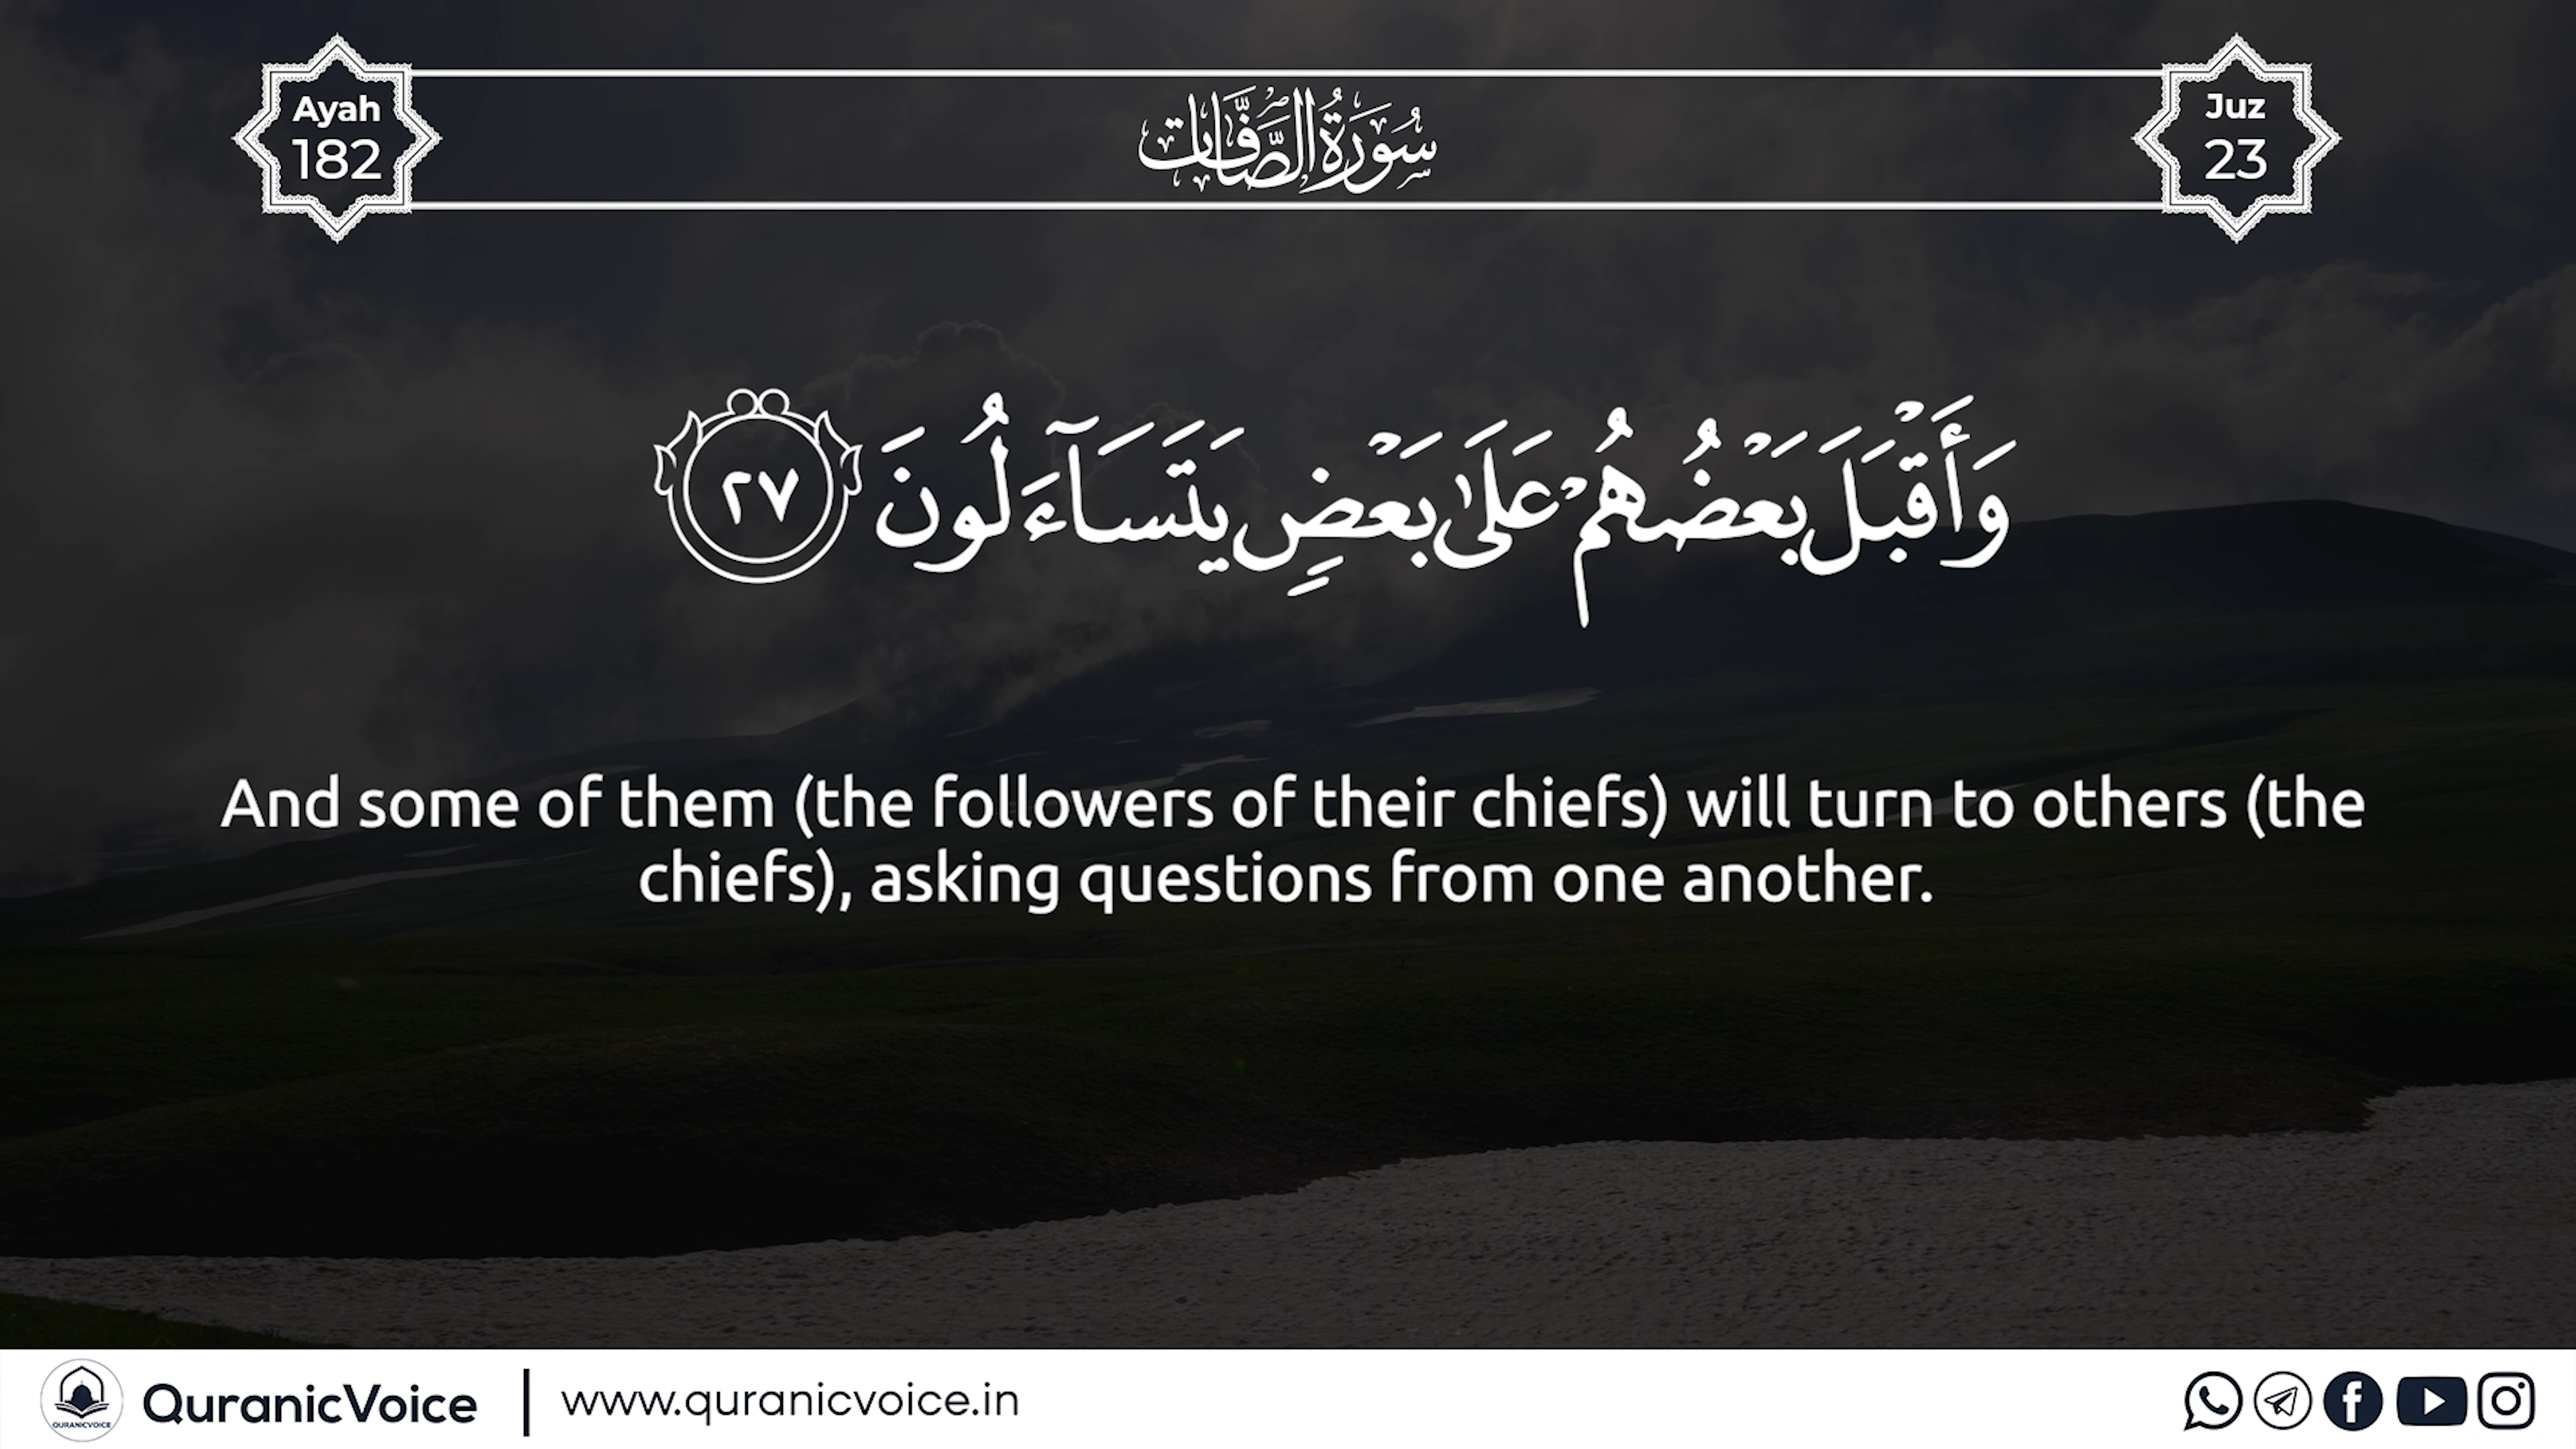 Ayah
182
سُورَةُ الصَّافَّات
Juz
23
وَأَقْبَلَ بَعْضُهُمْ عَلَىٰ بَعْضٍ يَتَسَآءَلُونَ ٢٧
And some of them (the followers of their chiefs) will turn to others (the
chiefs), asking questions from one another.
QURANICVOICE
QuranicVoice
www.quranicvoice.in